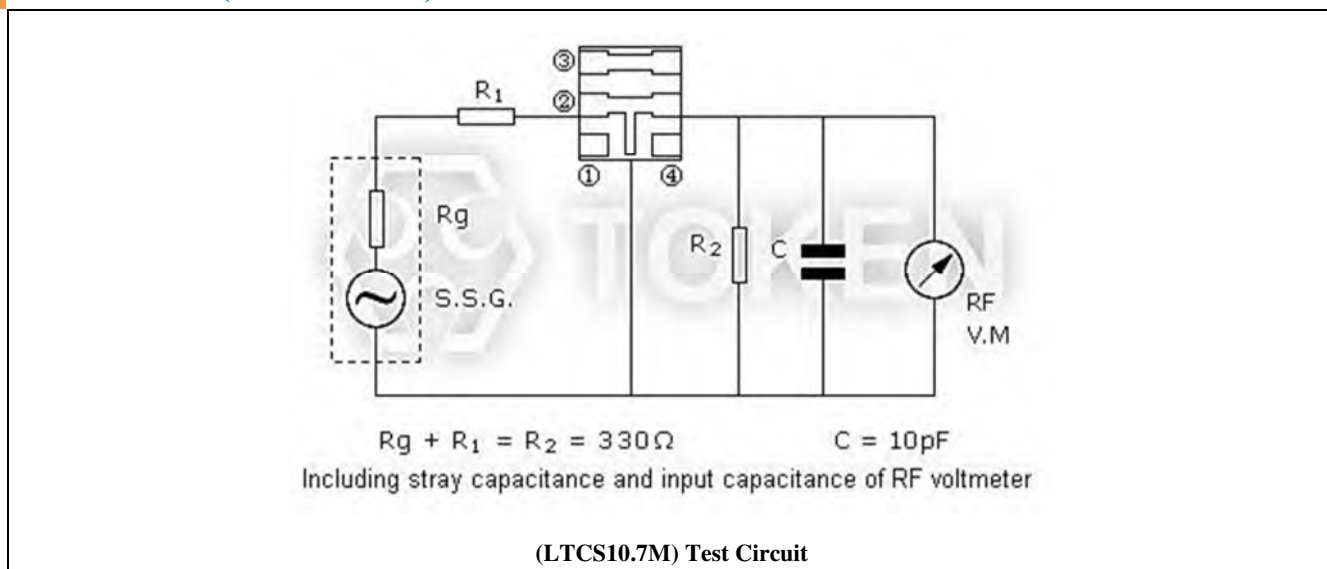 ③
②
R₁
① ④
Rg
TOKEN
R₂ C
S.S.G.
RF
V.M
Rg + R₁ = R₂ = 330Ω C = 10pF
Including stray capacitance and input capacitance of RF voltmeter
(LTCS10.7M) Test Circuit